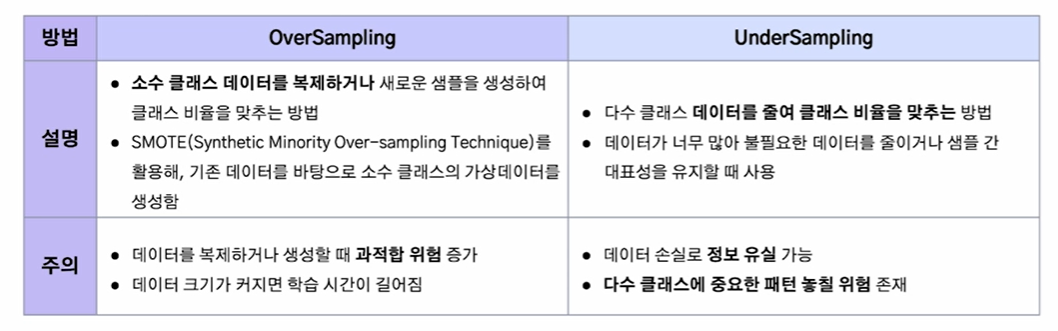 방법
OverSampling
UnderSampling
설명
● 소수 클래스 데이터를 복제하거나 새로운 샘플을 생성하여
클래스 비율을 맞추는 방법
● SMOTE(Synthetic Minority Over-sampling Technique)를
활용해, 기존 데이터를 바탕으로 소수 클래스의 가상데이터를
생성함
● 다수 클래스 데이터를 줄여 클래스 비율을 맞추는 방법
● 데이터가 너무 많아 불필요한 데이터를 줄이거나 샘플 간
대표성을 유지할 때 사용
주의
● 데이터를 복제하거나 생성할 때 과적합 위험 증가
● 데이터 크기가 커지면 학습 시간이 길어짐
● 데이터 손실로 정보 유실 가능
● 다수 클래스에 중요한 패턴 놓칠 위험 존재